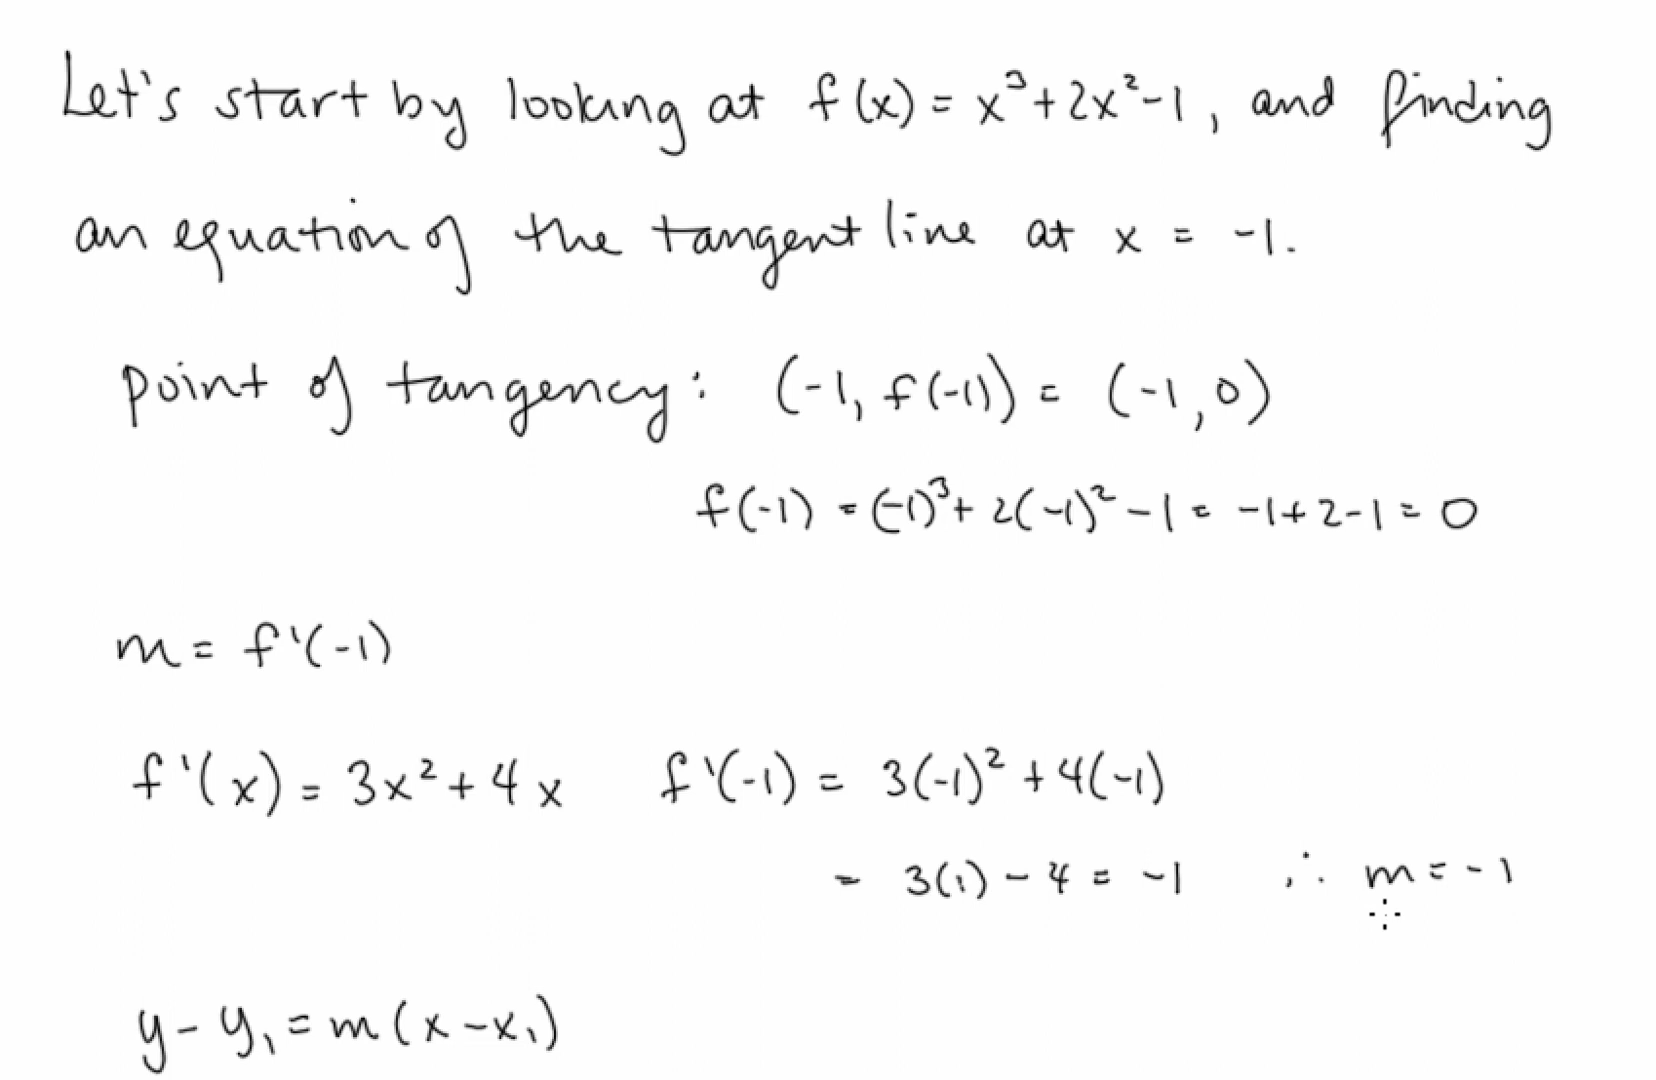 Let's start by looking at f(x) = x³+2x²-1, and finding
an equation of the tangent line at x = -1.
point of tangency: (-1, f(-1)) = (-1, 0)
f(-1) = (-1)³+ 2(-1)² - 1 = -1+2-1 = 0
m = f'(-1)
f'(x) = 3x²+4x f'(-1) = 3(-1)² + 4(-1)
= 3(1) - 4 = -1 ∴ m = -1
y - y₁ = m(x - x₁)